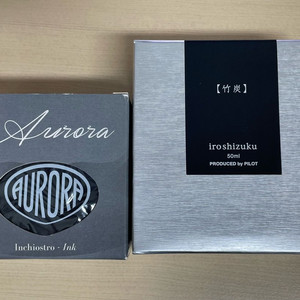 Aurora
AURORA
Inchiostro - Ink
【竹炭】
iroshizuku
50ml
PRODUCED by PILOT